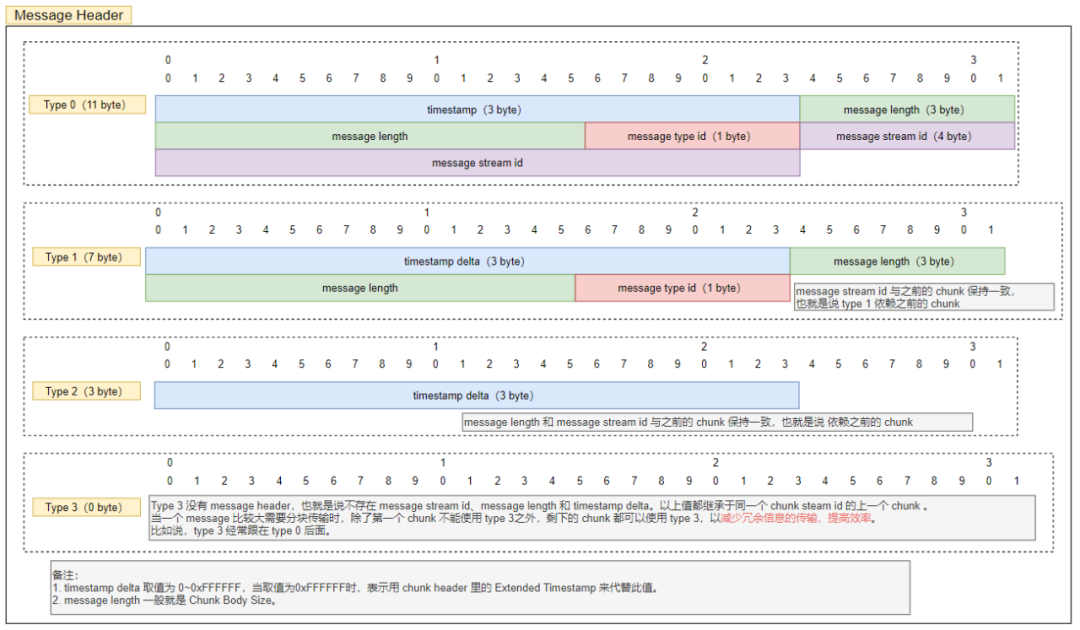 Message Header
0 1 2 3
0 1 2 3 4 5 6 7 8 9 0 1 2 3 4 5 6 7 8 9 0 1 2 3 4 5 6 7 8 9 0 1
Type 0（11 byte） timestamp（3 byte） message length（3 byte）
message length message type id（1 byte） message stream id（4 byte）
message stream id
0 1 2 3
0 1 2 3 4 5 6 7 8 9 0 1 2 3 4 5 6 7 8 9 0 1 2 3 4 5 6 7 8 9 0 1
Type 1（7 byte） timestamp delta（3 byte） message length（3 byte）
message length message type id（1 byte）
message stream id 与之前的 chunk 保持一致，
也就是说 type 1 依赖之前的 chunk
0 1 2 3
0 1 2 3 4 5 6 7 8 9 0 1 2 3 4 5 6 7 8 9 0 1 2 3 4 5 6 7 8 9 0 1
Type 2（3 byte） timestamp delta（3 byte）
message length 和 message stream id 与之前的 chunk 保持一致，也就是说 依赖之前的 chunk
0 1 2 3
0 1 2 3 4 5 6 7 8 9 0 1 2 3 4 5 6 7 8 9 0 1 2 3 4 5 6 7 8 9 0 1
Type 3（0 byte）
Type 3 没有 message header，也就是说不存在 message stream id、message length 和 timestamp delta。以上值都继承于同一个 chunk steam id 的上一个 chunk 。
当一个 message 比较大需要分块传输时，除了第一个 chunk 不能使用 type 3之外，剩下的 chunk 都可以使用 type 3，以减少冗余信息的传输，提高效率。
比如说，type 3 经常跟在 type 0 后面。
备注：
1. timestamp delta 取值为 0~0xFFFFFF，当取值为0xFFFFFF时，表示用 chunk header 里的 Extended Timestamp 来代替此值。
2. message length 一般就是 Chunk Body Size。